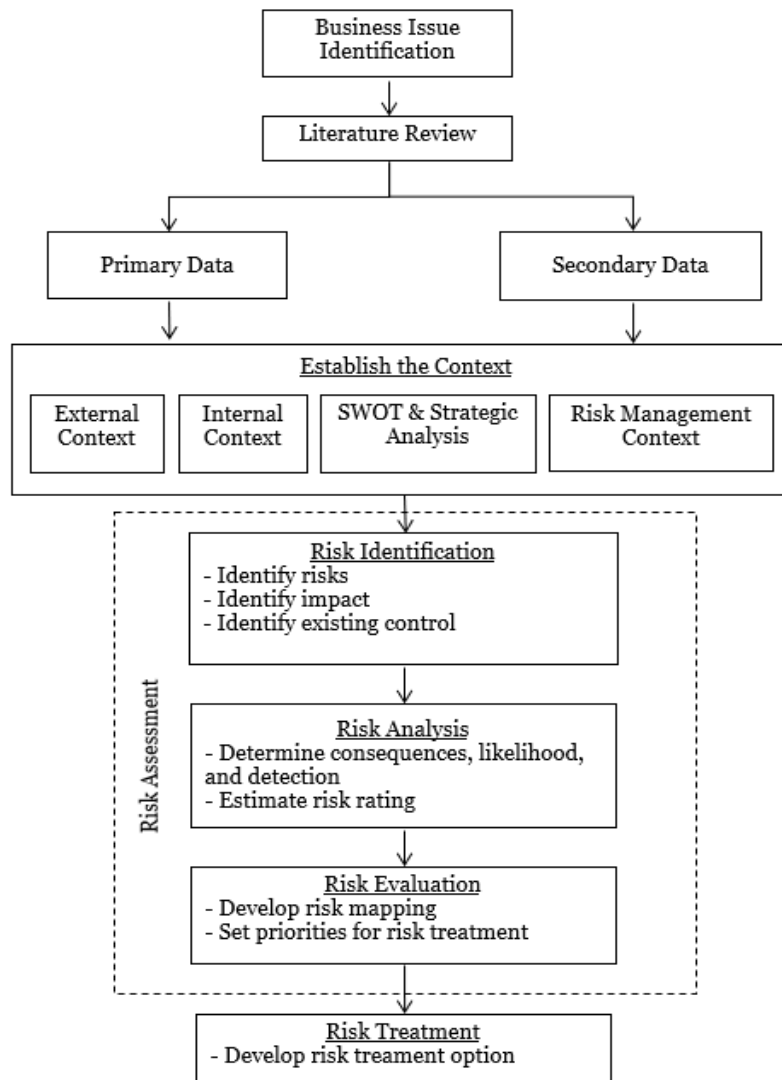 Business Issue
Identification
Literature Review
Primary Data
Secondary Data
Establish the Context
External
Context
Internal
Context
SWOT & Strategic
Analysis
Risk Management
Context
Risk Assessment
Risk Identification
- Identify risks
- Identify impact
- Identify existing control
Risk Analysis
- Determine consequences, likelihood,
and detection
- Estimate risk rating
Risk Evaluation
- Develop risk mapping
- Set priorities for risk treatment
Risk Treatment
- Develop risk treament option